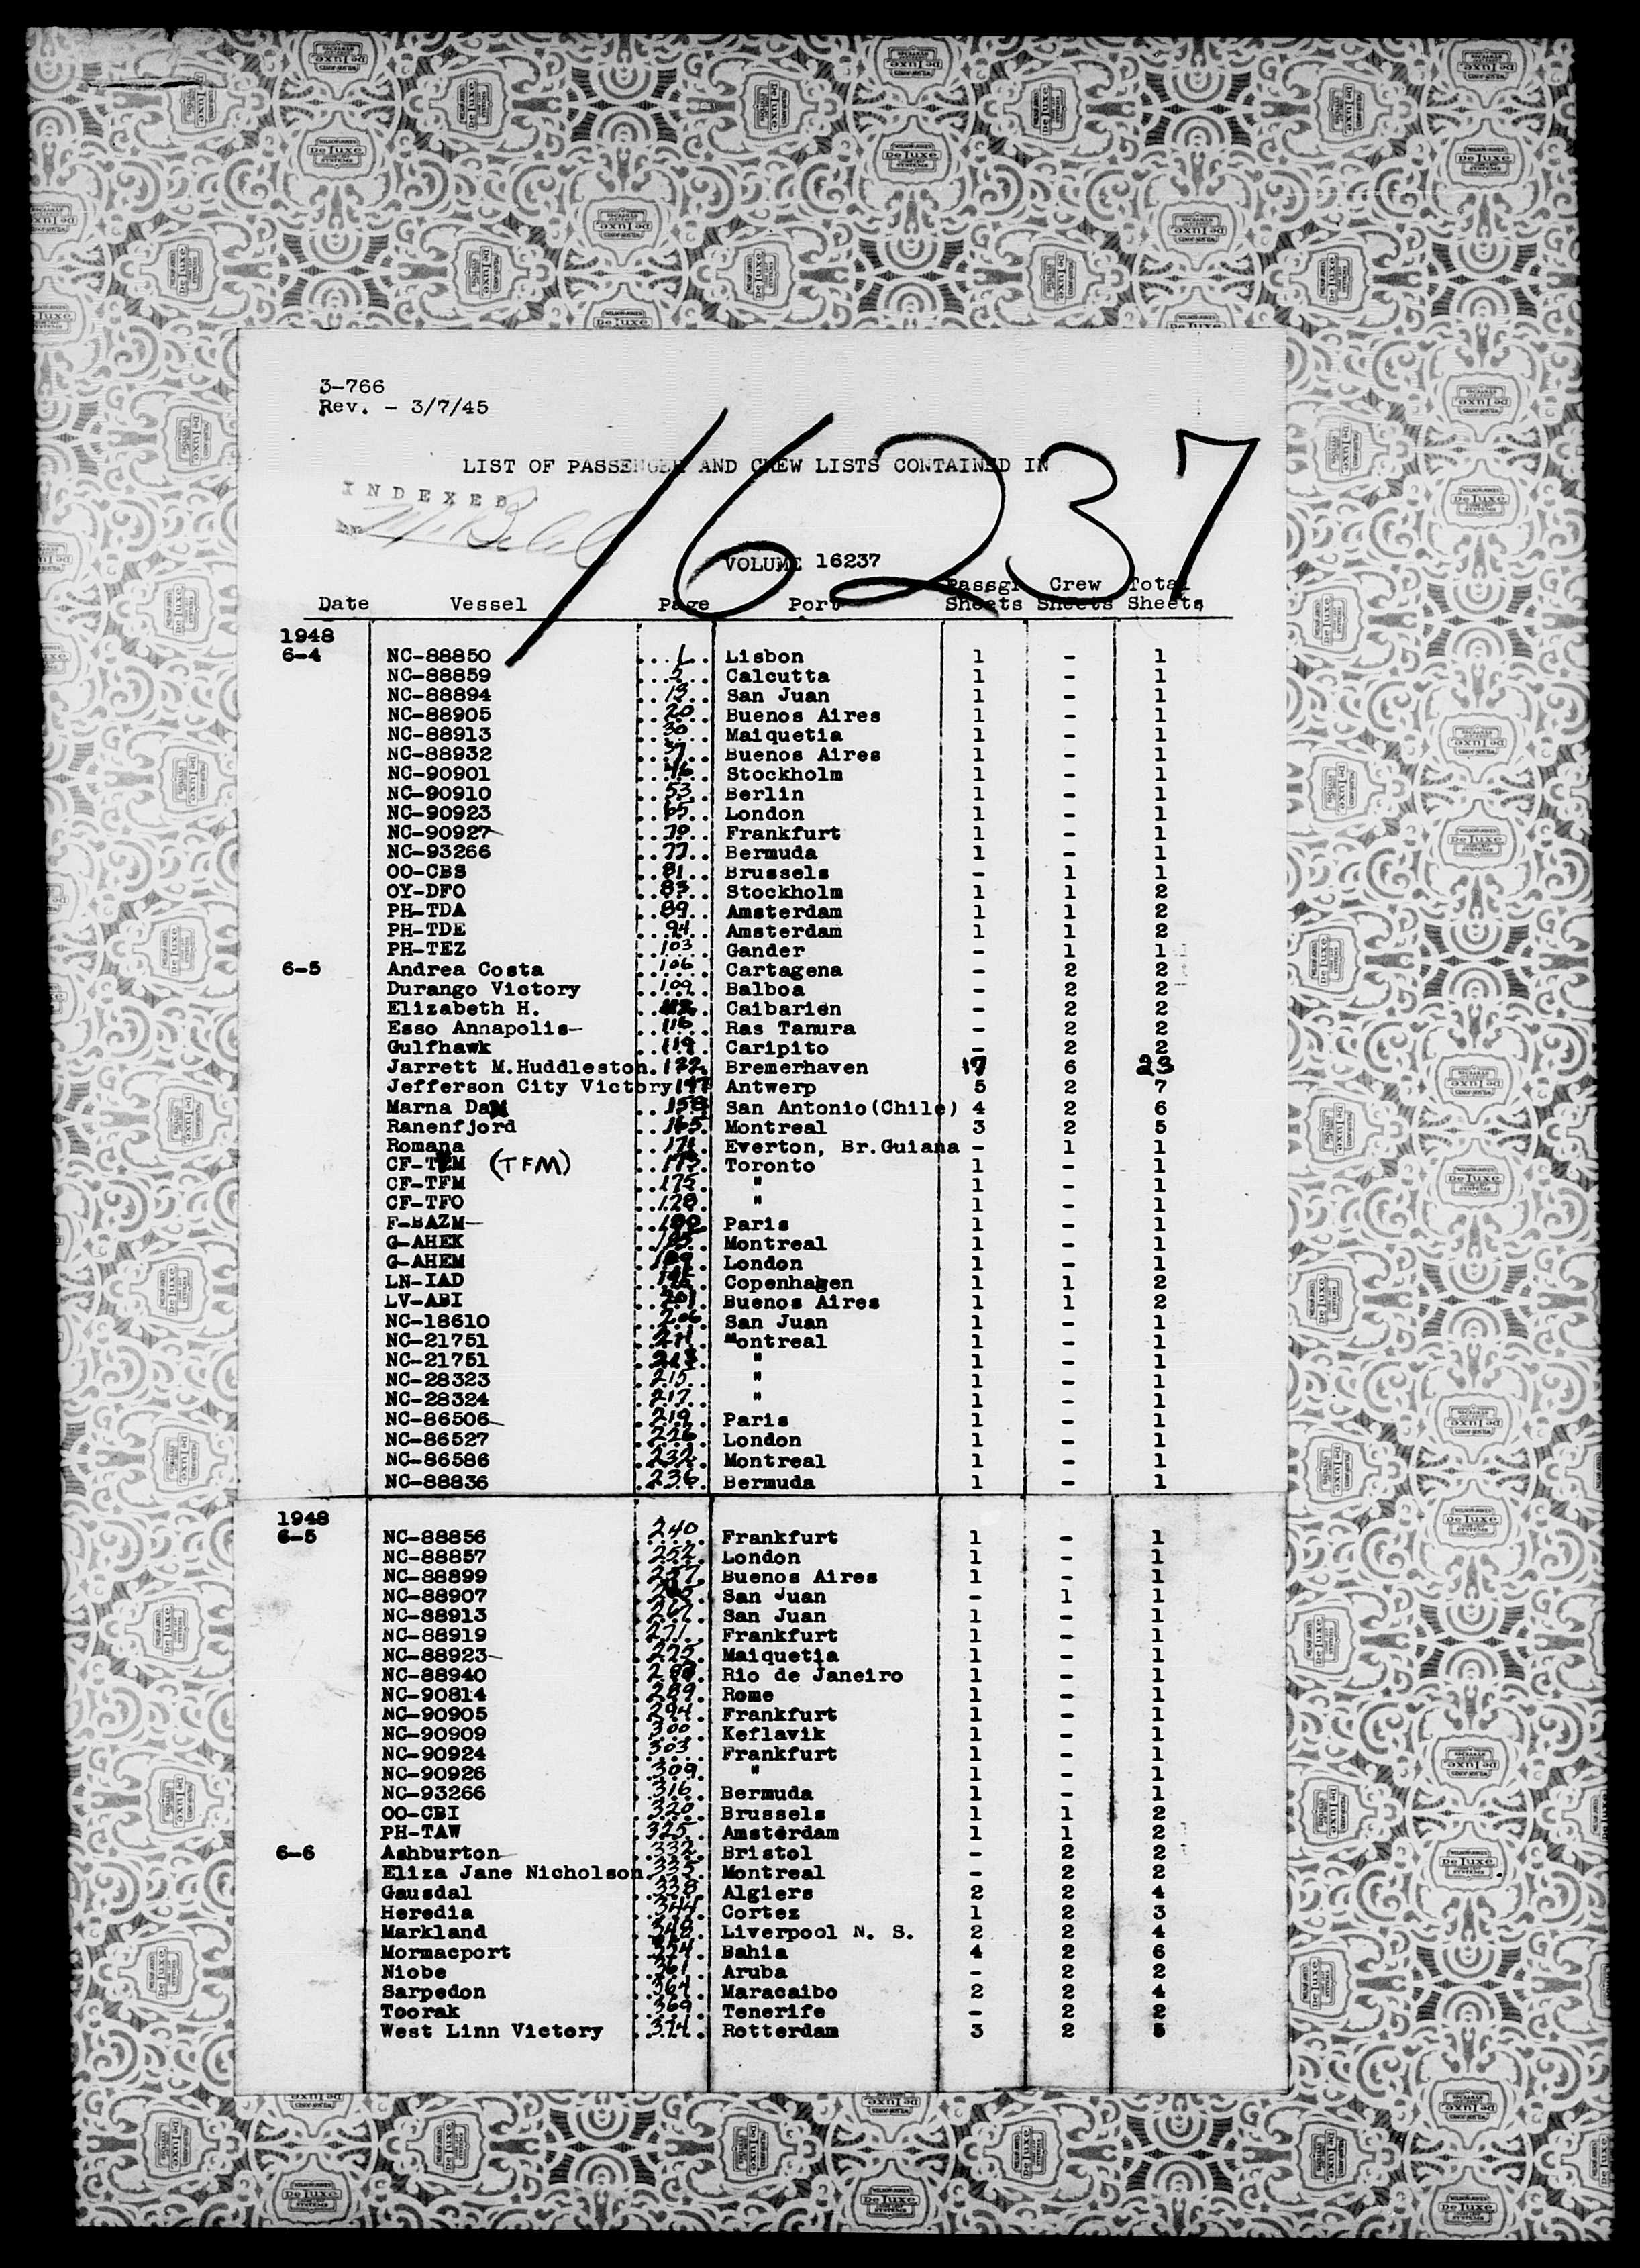 3-766
Rev. - 3/7/45
16237
LIST OF PASSENGER AND CREW LISTS CONTAINED IN
INDEXED
VOLUME 16237
Date Vessel Page Port Passgr Sheets Crew Sheets Total Sheets
1948
6-4 NC-88850 1 Lisbon 1 - 1
NC-88859 5 Calcutta 1 - 1
NC-88894 13 San Juan 1 - 1
NC-88905 20 Buenos Aires 1 - 1
NC-88913 30 Maiquetia 1 - 1
NC-88932 37 Buenos Aires 1 - 1
NC-90901 46 Stockholm 1 - 1
NC-90910 53 Berlin 1 - 1
NC-90923 65 London 1 - 1
NC-90927 70 Frankfurt 1 - 1
NC-93266 77 Bermuda 1 - 1
OO-CBS 81 Brussels - 1 1
OY-DFO 83 Stockholm 1 1 2
PH-TDA 89 Amsterdam 1 1 2
PH-TDE 94 Amsterdam 1 1 2
PH-TEZ 103 Gander - 1 1
6-5 Andrea Costa 106 Cartagena - 2 2
Durango Victory 109 Balboa - 2 2
Elizabeth H. Caibarien - 2 2
Esso Annapolis 116 Ras Tanura - 2 2
Gulfhawk 119 Caripito - 2 2
Jarrett M.Huddleston 122 Bremerhaven 17 6 23
Jefferson City Victory Antwerp 5 2 7
Marna Dan 158 San Antonio(Chile) 4 2 6
Ranenfjord 165 Montreal 3 2 5
Romana 171 Everton, Br.Guiana - 1 1
CF-TFM (TFM) 173 Toronto 1 - 1
CF-TFM 175 " 1 - 1
CF-TFO 178 " 1 - 1
F-BAZM Paris 1 - 1
G-AHEK Montreal 1 - 1
G-AHEM 189 London 1 - 1
LN-IAD Copenhagen 1 1 2
LV-ABI 201 Buenos Aires 1 1 2
NC-18610 206 San Juan 1 - 1
NC-21751 211 Montreal 1 - 1
NC-21751 213 " 1 - 1
NC-28323 215 " 1 - 1
NC-28324 217 " 1 - 1
NC-86506 219 Paris 1 - 1
NC-86527 226 London 1 - 1
NC-86586 232 Montreal 1 - 1
NC-88836 236 Bermuda 1 - 1
1948
6-5 NC-88856 240 Frankfurt 1 - 1
NC-88857 252 London 1 - 1
NC-88899 257 Buenos Aires 1 - 1
NC-88907 San Juan - 1 1
NC-88913 267 San Juan 1 - 1
NC-88919 271 Frankfurt 1 - 1
NC-88923 275 Maiquetia 1 - 1
NC-88940 Rio de Janeiro 1 - 1
NC-90814 289 Rome 1 - 1
NC-90905 294 Frankfurt 1 - 1
NC-90909 300 Keflavik 1 - 1
NC-90924 303 Frankfurt 1 - 1
NC-90926 309 " 1 - 1
NC-93266 316 Bermuda 1 - 1
OO-CBI 320 Brussels 1 1 2
PH-TAW 325 Amsterdam 1 1 2
6-6 Ashburton 332 Bristol - 2 2
Eliza Jane Nicholson 335 Montreal - 2 2
Gausdal 338 Algiers 2 2 4
Heredia 344 Cortez 1 2 3
Markland 348 Liverpool N. S. 2 2 4
Mormacport 354 Bahia 4 2 6
Niobe 361 Aruba - 2 2
Sarpedon 364 Maracaibo 2 2 4
Toorak 369 Tenerife - 2 2
West Linn Victory 374 Rotterdam 3 2 5